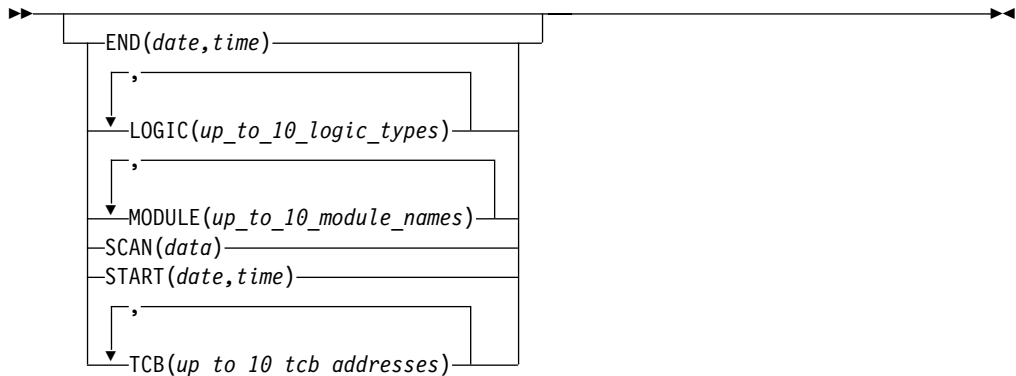 END(date,time)
,
LOGIC(up_to_10_logic_types)
,
MODULE(up_to_10_module_names)
SCAN(data)
START(date,time)
,
TCB(up to 10 tcb addresses)